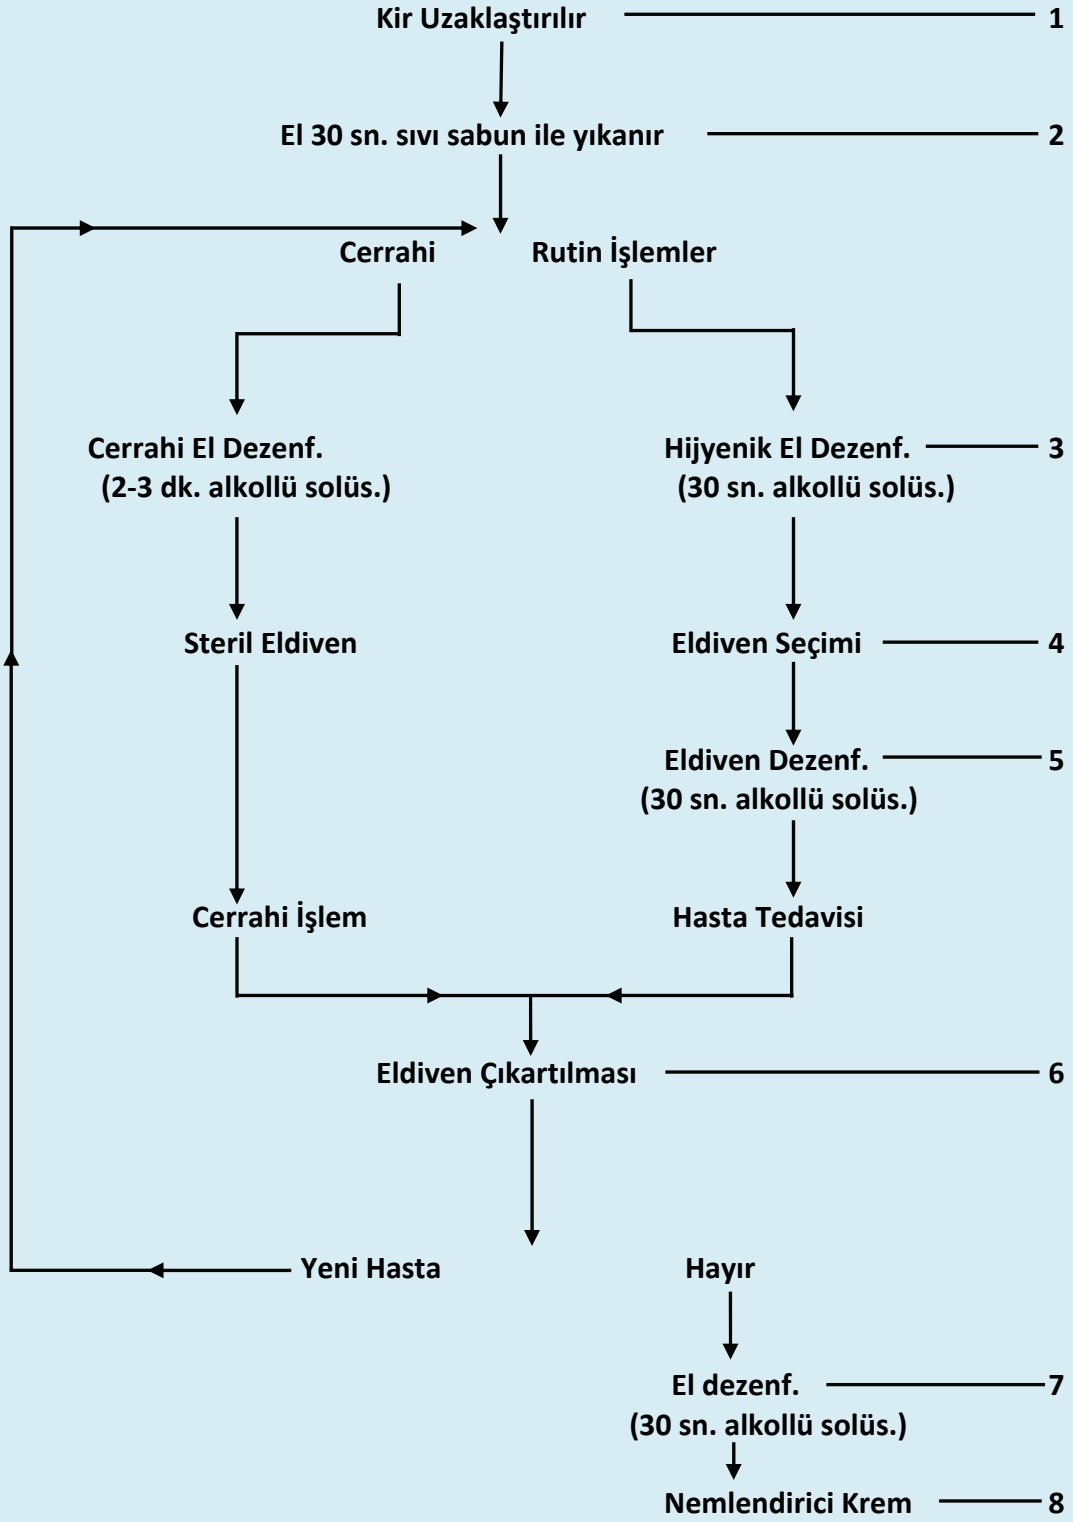 Kir Uzaklaştırılır 1
El 30 sn. sıvı sabun ile yıkanır 2
Cerrahi Rutin İşlemler
Cerrahi El Dezenf. Hijyenik El Dezenf. 3
(2-3 dk. alkollü solüs.) (30 sn. alkollü solüs.)
Steril Eldiven Eldiven Seçimi 4
Eldiven Dezenf. 5
(30 sn. alkollü solüs.)
Cerrahi İşlem Hasta Tedavisi
Eldiven Çıkartılması 6
Yeni Hasta Hayır
El dezenf. 7
(30 sn. alkollü solüs.)
Nemlendirici Krem 8